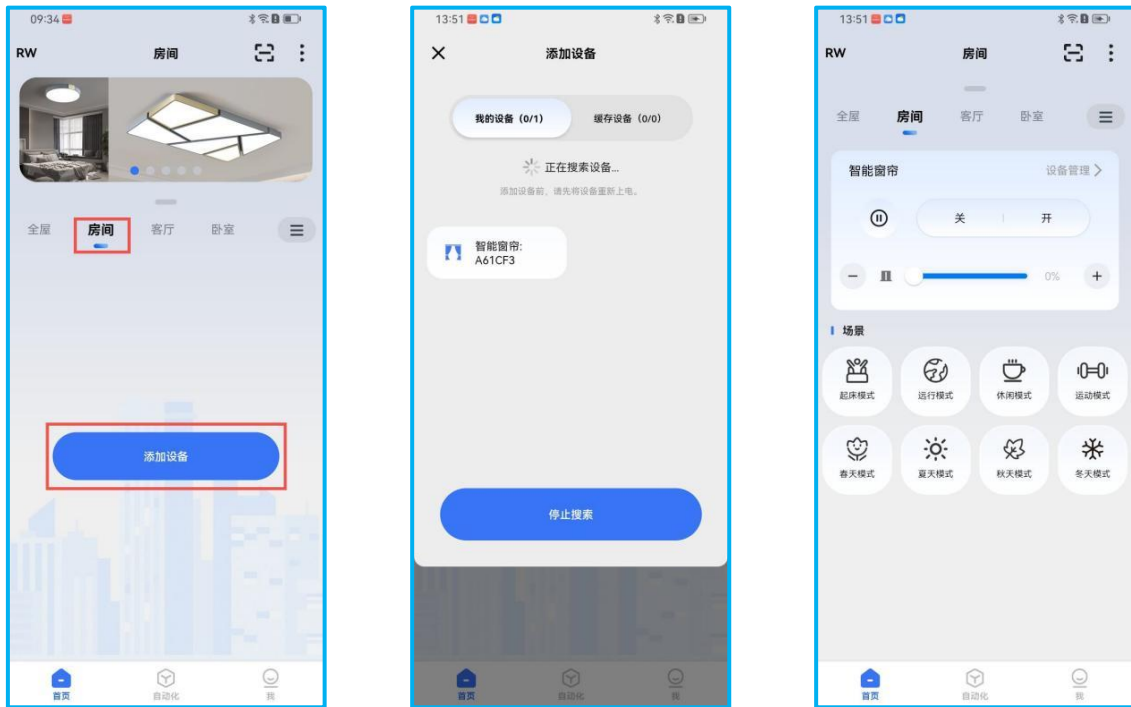 09:34
RW
房间
全屋
房间
客厅
卧室
添加设备
首页
自动化
我
13:51
添加设备
我的设备（0/1）
缓存设备（0/0）
正在搜索设备...
添加设备前，请先将设备重新上电。
智能窗帘:
A61CF3
停止搜索
首页
自动化
我
13:51
RW
房间
全屋
房间
客厅
卧室
智能窗帘
设备管理
关
开
0%
场景
起床模式
远行模式
休闲模式
运动模式
春天模式
夏天模式
秋天模式
冬天模式
首页
自动化
我